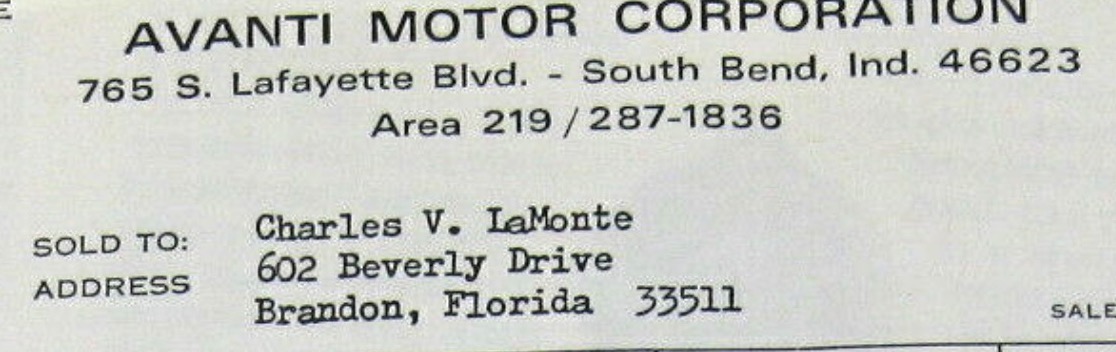 AVANTI MOTOR CORPORATION
765 S. Lafayette Blvd. - South Bend, Ind. 46623
Area 219 / 287-1836
SOLD TO: Charles V. LaMonte
ADDRESS 602 Beverly Drive
Brandon, Florida 33511